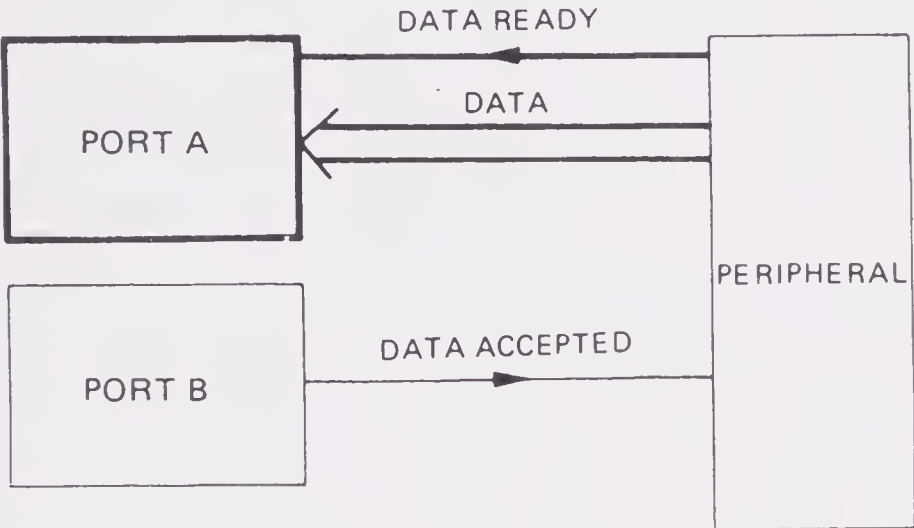 DATA READY
DATA
PORT A
PERIPHERAL
DATA ACCEPTED
PORT B